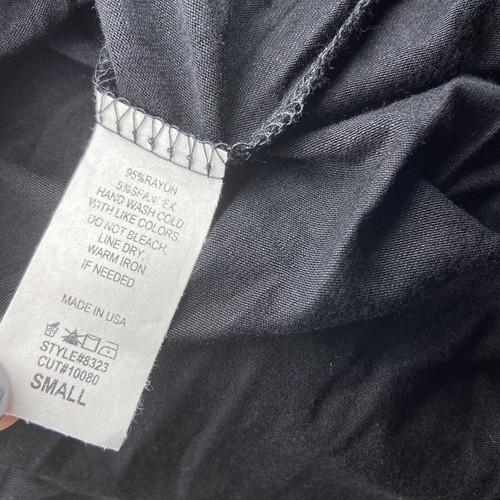 95%RAYON
5%SPANDEX
HAND WASH COLD
WITH LIKE COLORS,
DO NOT BLEACH,
LINE DRY,
WARM IRON
IF NEEDED
MADE IN USA
STYLE#8323
CUT#10080
SMALL